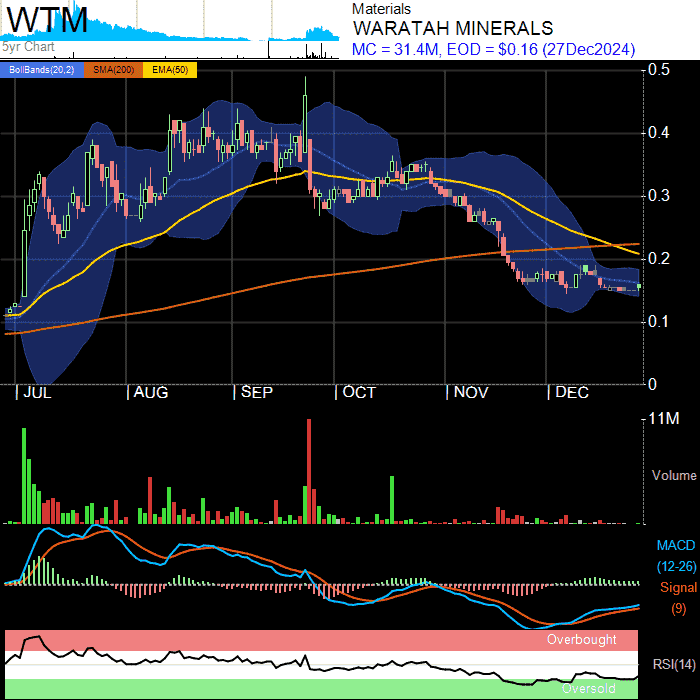 WTM
Materials
WARATAH MINERALS
MC = 31.4M, EOD = $0.16 (27Dec2024)
5yr Chart
BollBands(20,2) SMA(200) EMA(50)
0.5
0.4
0.3
0.2
0.1
0
JUL AUG SEP OCT NOV DEC
11M
Volume
MACD
(12-26)
Signal
(9)
Overbought
RSI(14)
Oversold